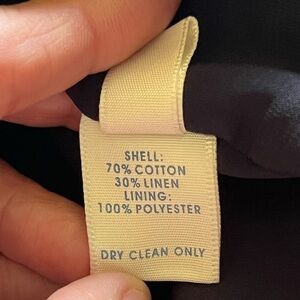 SHELL:
70% COTTON
30% LINEN
LINING:
100% POLYESTER
DRY CLEAN ONLY